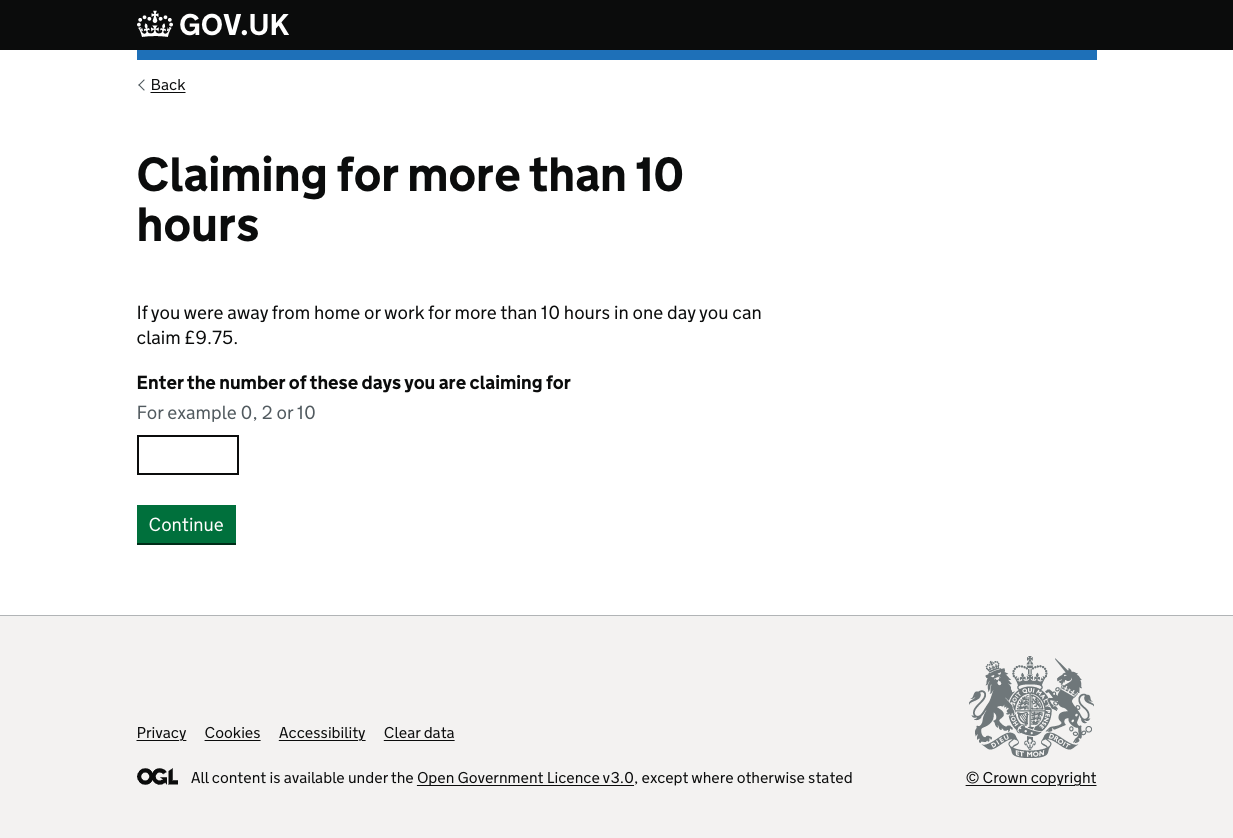 GOV.UK
Back
Claiming for more than 10
hours
If you were away from home or work for more than 10 hours in one day you can
claim £9.75.
Enter the number of these days you are claiming for
For example 0, 2 or 10
Continue
Privacy Cookies Accessibility Clear data
OGL All content is available under the Open Government Licence v3.0, except where otherwise stated
© Crown copyright